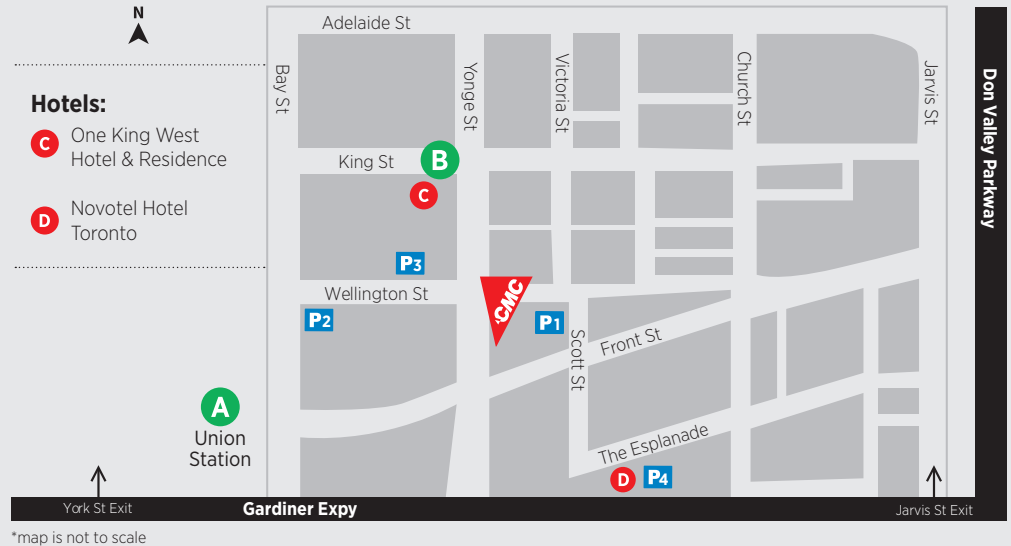 N
Adelaide St
Bay St
Yonge St
Victoria St
Church St
Jarvis St
Don Valley Parkway
Hotels:
C
One King West
Hotel & Residence
D
Novotel Hotel
Toronto
King St
B
C
P3
Wellington St
CMC
P2
P1
Scott St
Front St
A
Union
Station
The Esplanade
D
P4
York St Exit
Gardiner Expy
Jarvis St Exit
*map is not to scale